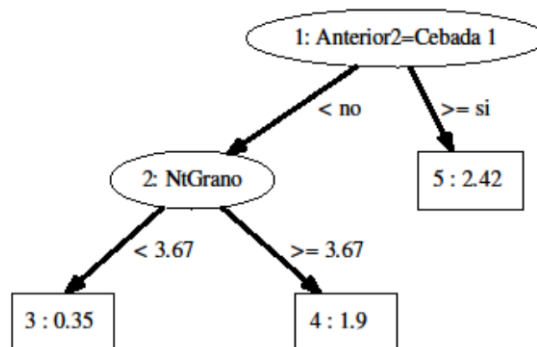 1: Anterior2=Cebada 1
< no
>= si
2: NtGrano
5 : 2.42
< 3.67
>= 3.67
3 : 0.35
4 : 1.9